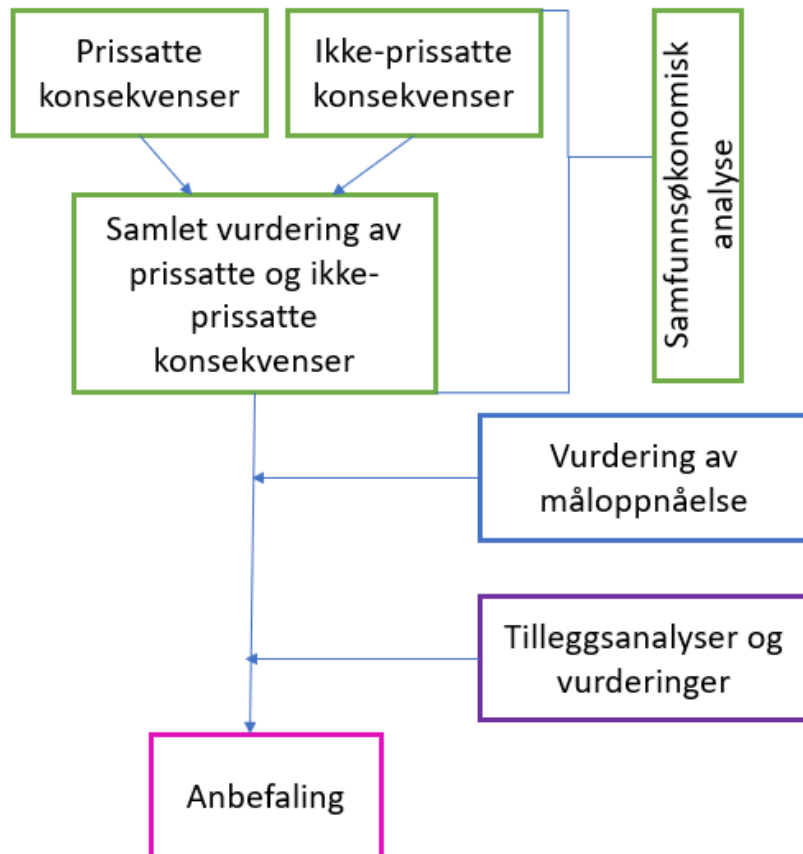 Prissatte
konsekvenser
Ikke-prissatte
konsekvenser
Samfunnsøkonomisk
analyse
Samlet vurdering av
prissatte og ikke-
prissatte
konsekvenser
Vurdering av
måloppnåelse
Tilleggsanalyser og
vurderinger
Anbefaling